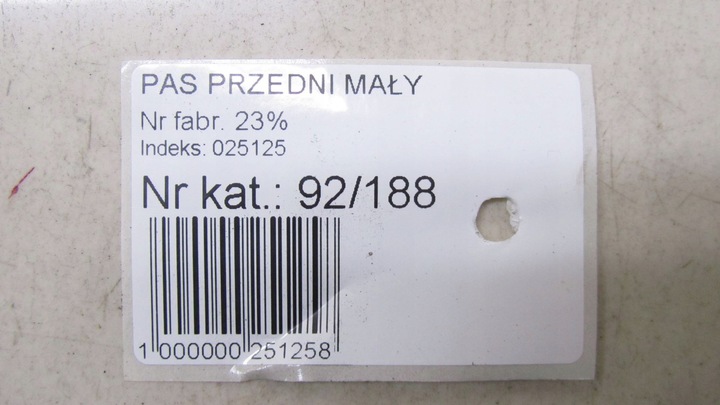 PAS PRZEDNI MAŁY
Nr fabr. 23%
Indeks: 025125
Nr kat.: 92/188
1 000000 251258